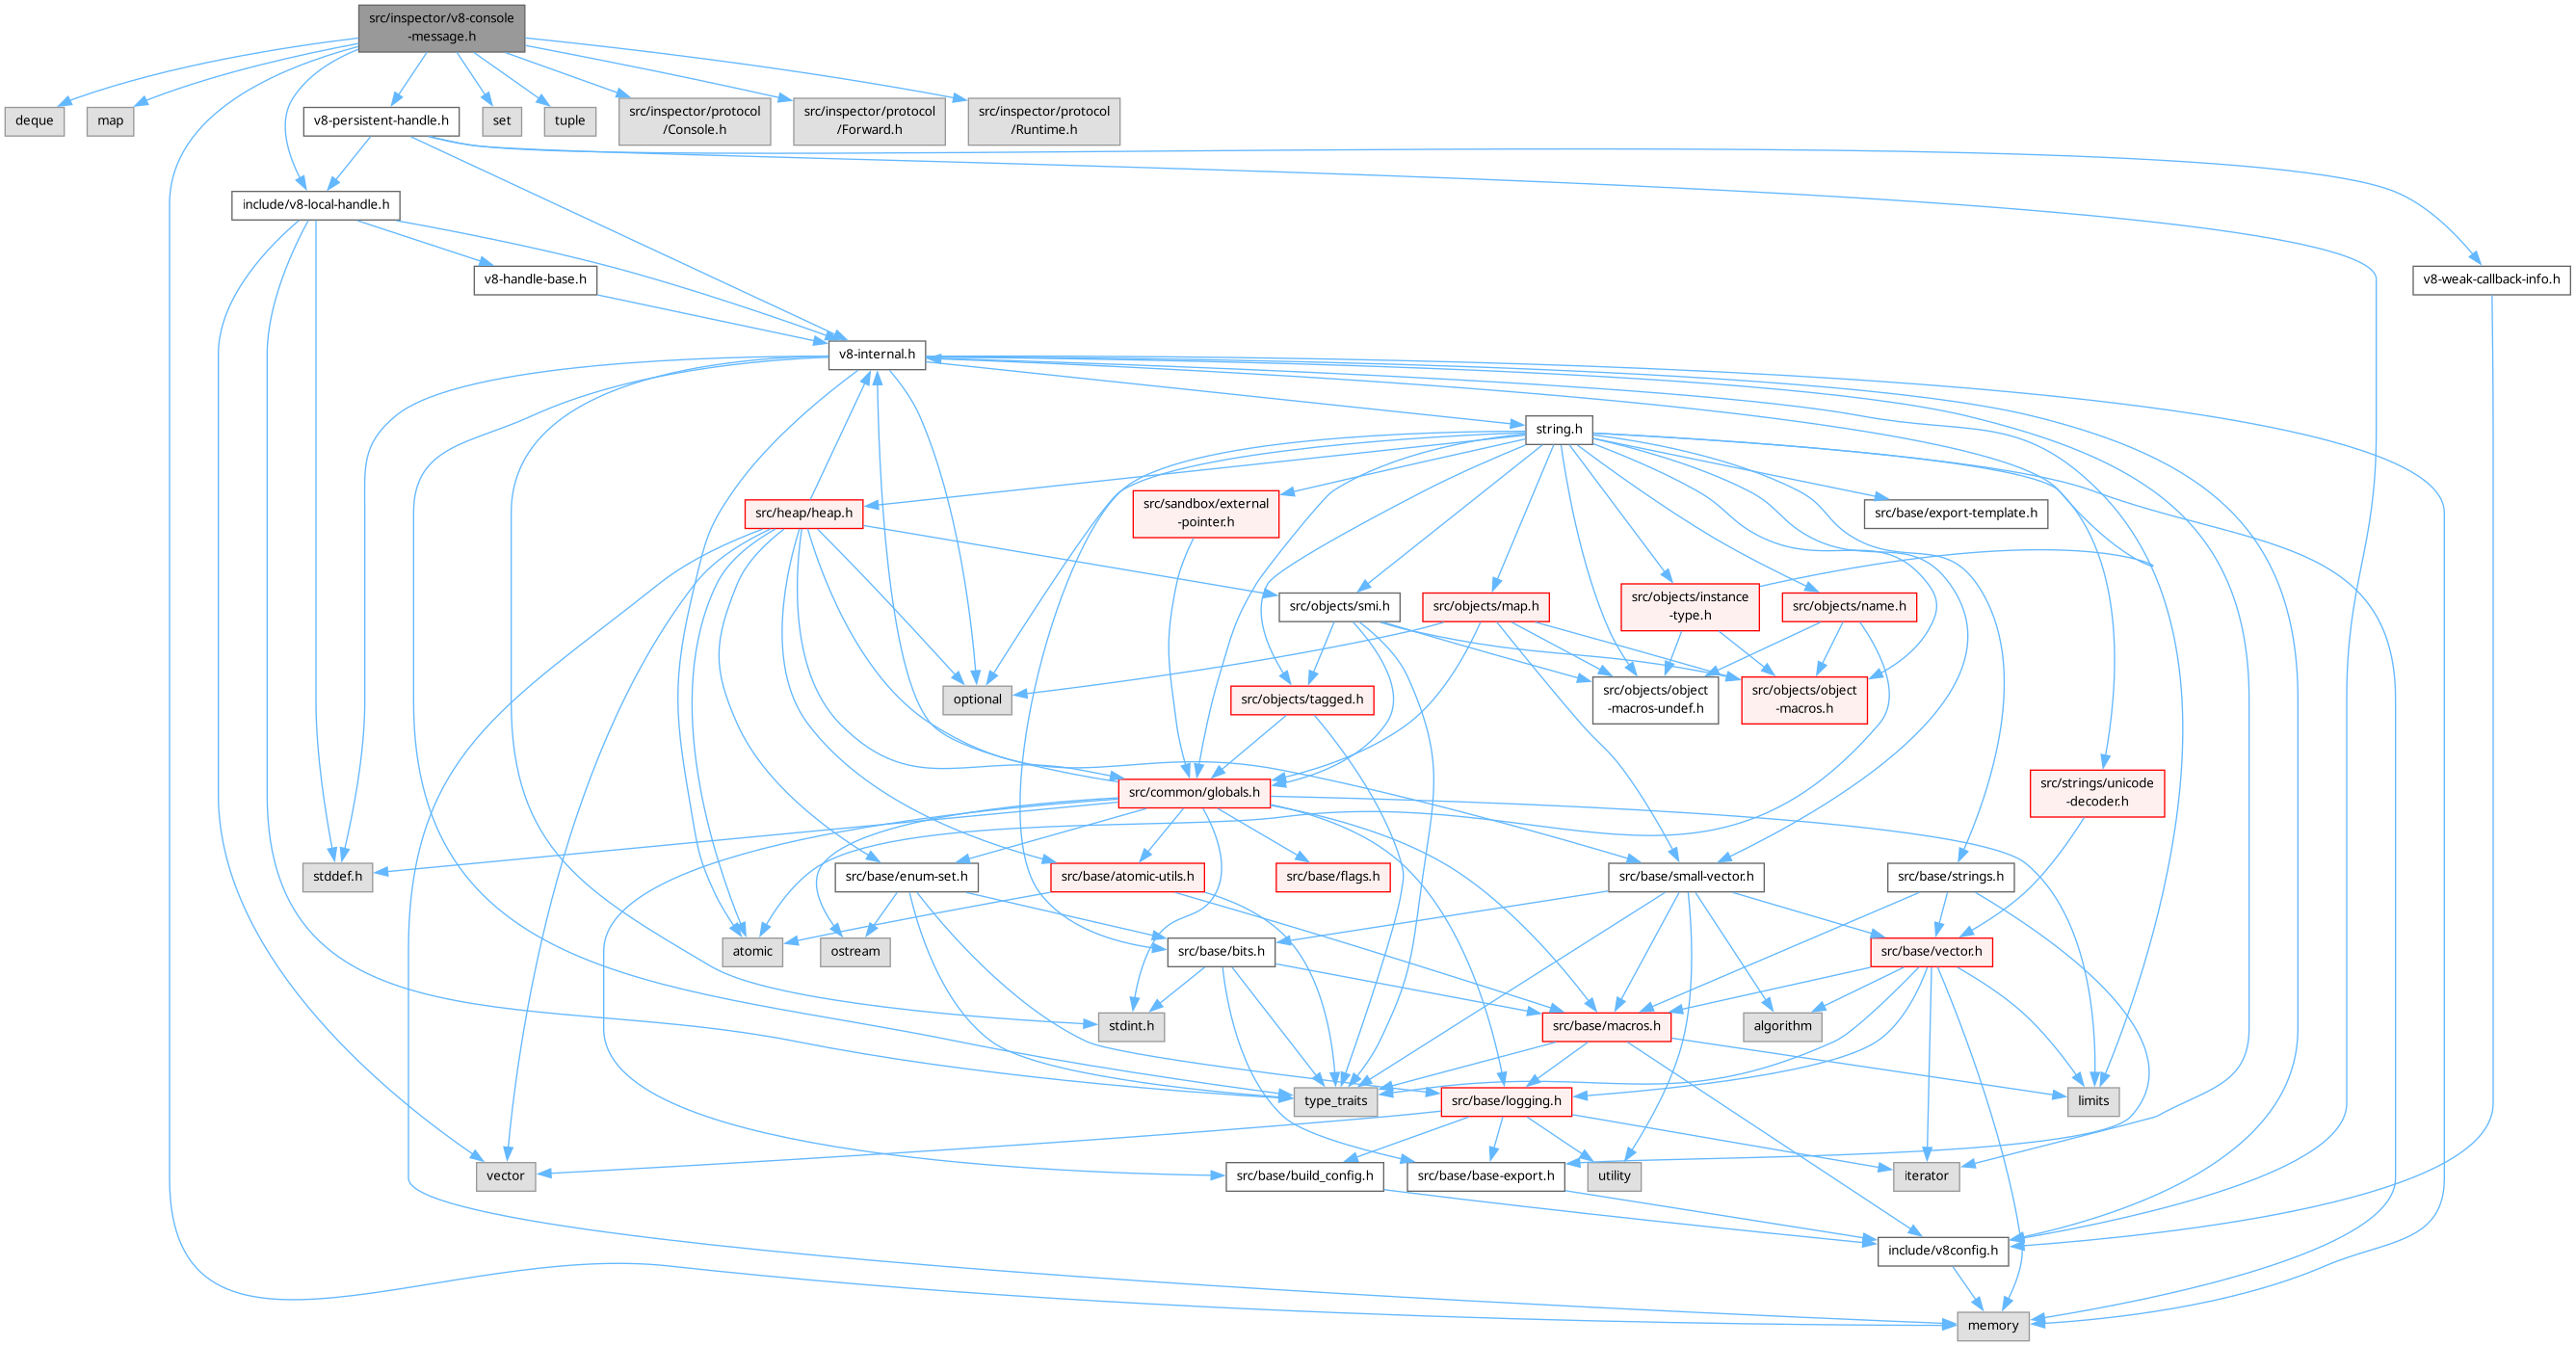 src/inspector/v8-console
-message.h
deque
map
v8-persistent-handle.h
set
tuple
src/inspector/protocol
/Console.h
src/inspector/protocol
/Forward.h
src/inspector/protocol
/Runtime.h
include/v8-local-handle.h
v8-handle-base.h
v8-weak-callback-info.h
v8-internal.h
string.h
src/heap/heap.h
src/sandbox/external
-pointer.h
src/base/export-template.h
src/objects/smi.h
src/objects/map.h
src/objects/instance
-type.h
src/objects/name.h
optional
src/objects/tagged.h
src/objects/object
-macros-undef.h
src/objects/object
-macros.h
src/common/globals.h
src/strings/unicode
-decoder.h
stddef.h
src/base/enum-set.h
src/base/atomic-utils.h
src/base/flags.h
src/base/small-vector.h
src/base/strings.h
atomic
ostream
src/base/bits.h
src/base/vector.h
stdint.h
src/base/macros.h
algorithm
type_traits
src/base/logging.h
limits
vector
src/base/build_config.h
src/base/base-export.h
utility
iterator
include/v8config.h
memory